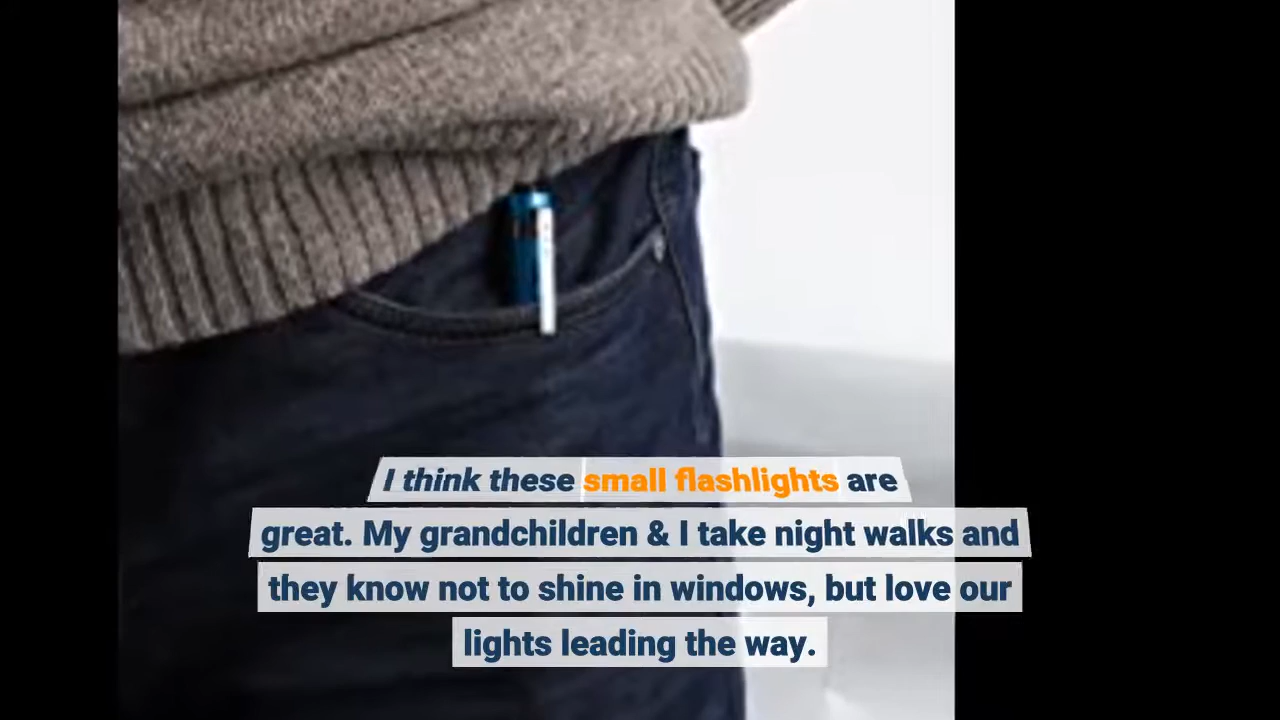 I think these small flashlights are
great. My grandchildren & I take night walks and
they know not to shine in windows, but love our
lights leading the way.